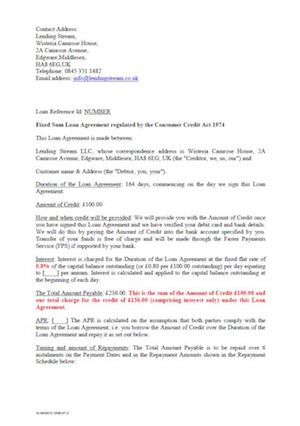 Contact Address:
Lending Stream,
Wisteria Camrose House,
2A Camrose Avenue,
Edgware,Middlesex,
HA8 6EG,UK
Telephone: 0845 351 1482
Email address: info@lendingstream.co.uk
Loan Reference Id: NUMBER
Fixed Sum Loan Agreement regulated by the Consumer Credit Act 1974
This Loan Agreement is made between:
Lending Stream LLC, whose correspondence address is Wisteria Camrose House, 2A
Camrose Avenue, Edgware, Middlesex, HA8 6EG, UK (the "Creditor, we, us, our") and
Customer name & Address (the "Debtor, you, your").
Duration of the Loan Agreement: 164 days, commencing on the day we sign this Loan
Agreement.
Amount of Credit: £100.00
How and when credit will be provided: We will provide you with the Amount of Credit once
you have signed this Loan Agreement and we have verified your debit card and bank details.
We will do this by paying the Amount of Credit into the bank account specified by you.
Transfer of your funds is free of charge and will be made through the Faster Payments
Service (FPS) if supported by your bank.
Interest: Interest is charged for the Duration of the Loan Agreement at the fixed flat rate of
0.8% of the capital balance outstanding (or £0.80 per £100.00 outstanding) per day equating
to [____] per annum. Interest is calculated and applied to the capital balance outstanding at
the beginning of each day.
The Total Amount Payable: £236.00. This is the sum of the Amount of Credit £100.00 and
our total charge for the credit of £136.00 (comprising interest only) under this Loan
Agreement.
APR: [____] The APR is calculated on the assumption that both parties comply with the
terms of the Loan Agreement; i.e. you borrow the Amount of Credit over the Duration of the
Loan Agreement and repay it as set out below.
Timing and amount of Repayments: The Total Amount Payable is to be repaid over 6
instalments on the Payment Dates and in the Repayment Amounts shown in the Repayment
Schedule below: